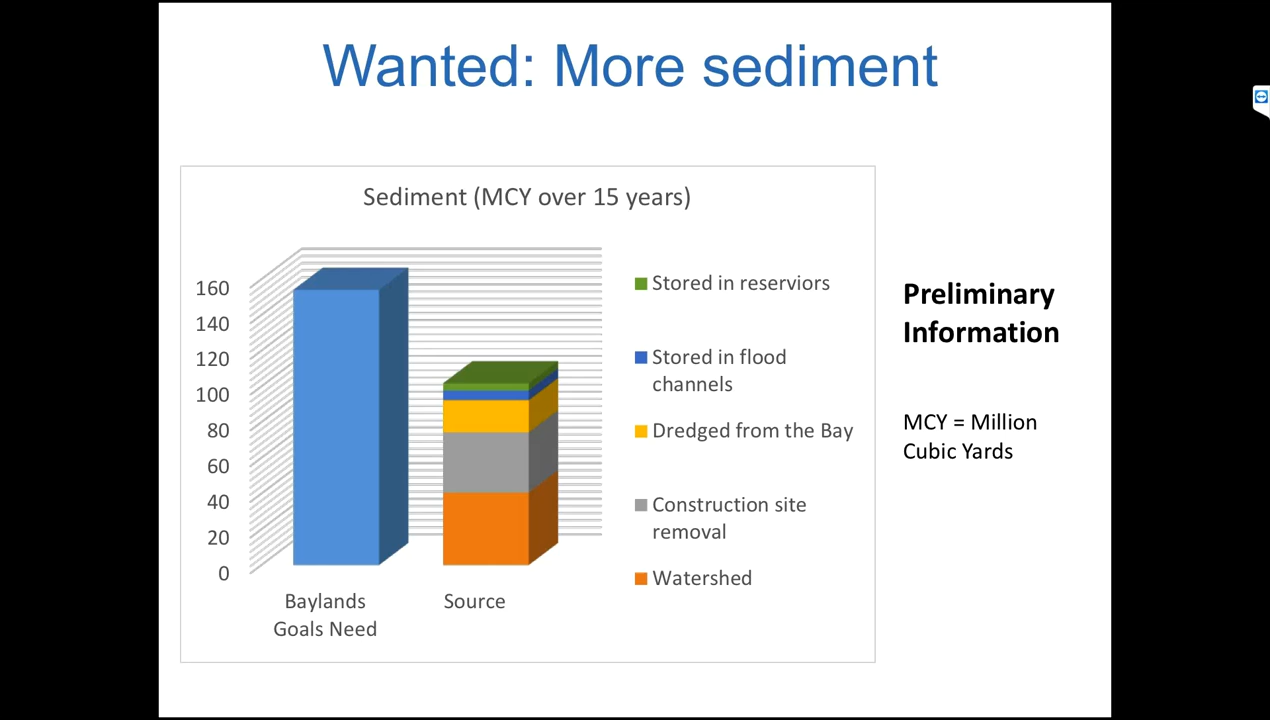 Wanted: More sediment
Sediment (MCY over 15 years)
160
140
120
100
80
60
40
20
0
Baylands
Goals Need
Source
Stored in reserviors
Stored in flood
channels
Dredged from the Bay
Construction site
removal
Watershed
Preliminary
Information
MCY = Million
Cubic Yards